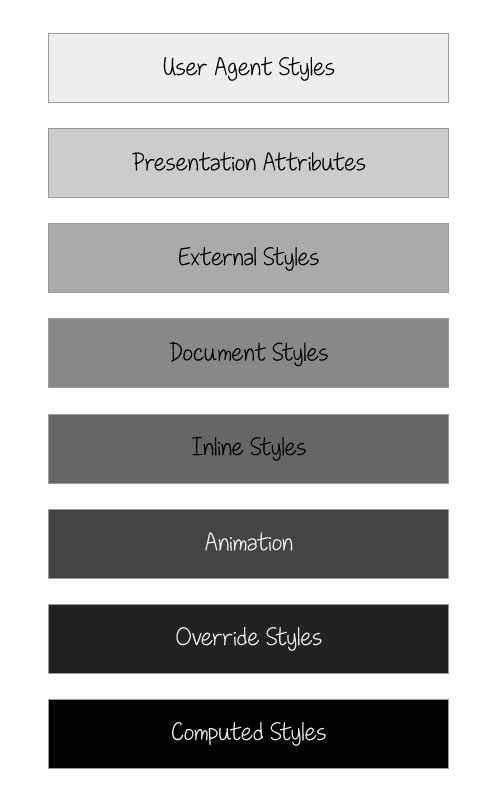 User Agent Styles
Presentation Attributes
External Styles
Document Styles
Inline Styles
Animation
Override Styles
Computed Styles